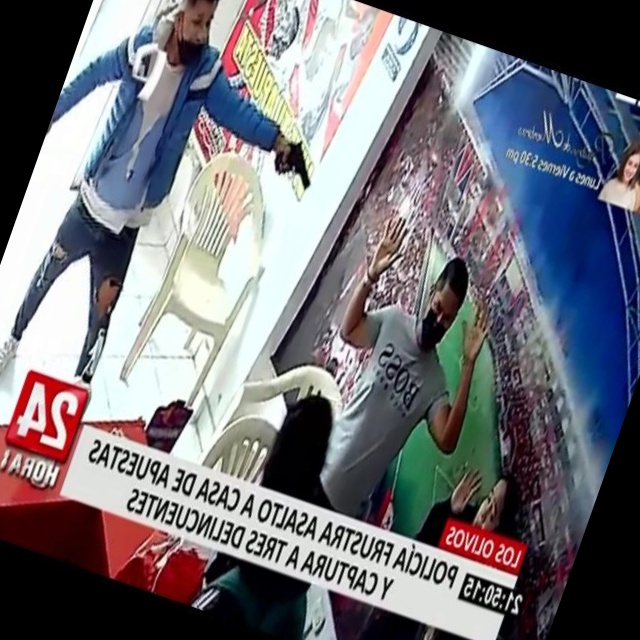 Lunes a Viernes 5:30 pm
BOSS
24
HORAS
LOS OLIVOS
21:50:15
POLICÍA FRUSTRA ASALTO A CASA DE APUESTAS
Y CAPTURA A TRES DELINCUENTES